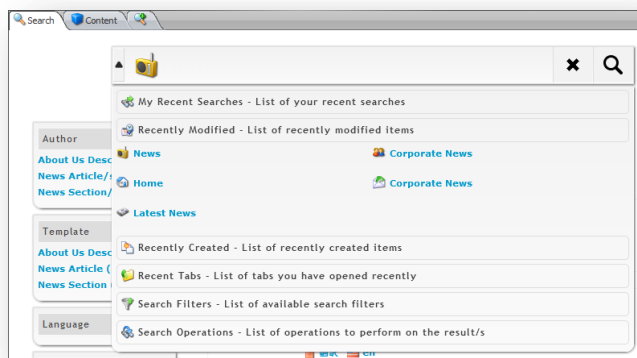 Search Content
My Recent Searches - List of your recent searches
Recently Modified - List of recently modified items
News Corporate News
Home Corporate News
Latest News
Recently Created - List of recently created items
Recent Tabs - List of tabs you have opened recently
Search Filters - List of available search filters
Search Operations - List of operations to perform on the result/s
Author
About Us Desc
News Article/s
News Section/
Template
About Us Desc
News Article (
News Section
Language
en